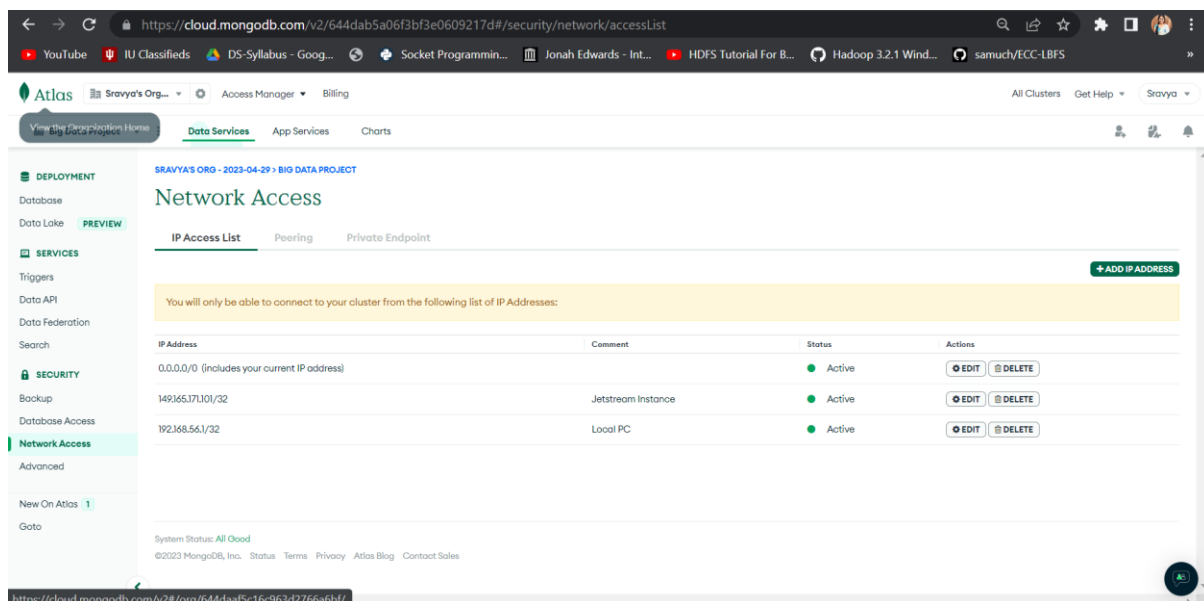 https://cloud.mongodb.com/v2/644dab5a06f3bf3e0609217d#/security/network/accessList
YouTube IU Classifieds DS-Syllabus - Goog... Socket Programmin... Jonah Edwards - Int... HDFS Tutorial For B... Hadoop 3.2.1 Wind... samuch/ECC-LBFS »
Atlas Sravya's Org... Access Manager Billing All Clusters Get Help Sravya
View the Organization Home Data Services App Services Charts
DEPLOYMENT
Database
Data Lake PREVIEW
SERVICES
Triggers
Data API
Data Federation
Search
SECURITY
Backup
Database Access
Network Access
Advanced
New On Atlas 1
Goto
SRAVYA'S ORG - 2023-04-29 > BIG DATA PROJECT
Network Access
IP Access List Peering Private Endpoint
+ ADD IP ADDRESS
You will only be able to connect to your cluster from the following list of IP Addresses:
IP Address Comment Status Actions
0.0.0.0/0 (includes your current IP address) Active EDIT DELETE
149.165.171.101/32 Jetstream Instance Active EDIT DELETE
192.168.56.1/32 Local PC Active EDIT DELETE
System Status: All Good
©2023 MongoDB, Inc. Status Terms Privacy Atlas Blog Contact Sales
https://cloud.mongodb.com/v2#/org/644daaf5c16c963d2766a6bf/